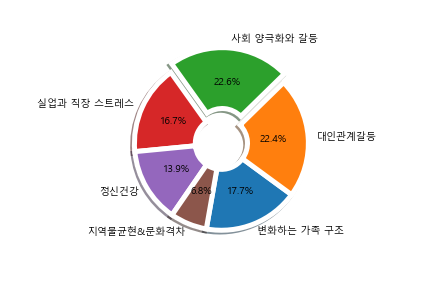 사회 양극화와 갈등
22.6%
실업과 직장 스트레스
16.7%
22.4%
대인관계갈등
13.9%
정신건강
6.8%
17.7%
지역물균현&문화격차
변화하는 가족 구조